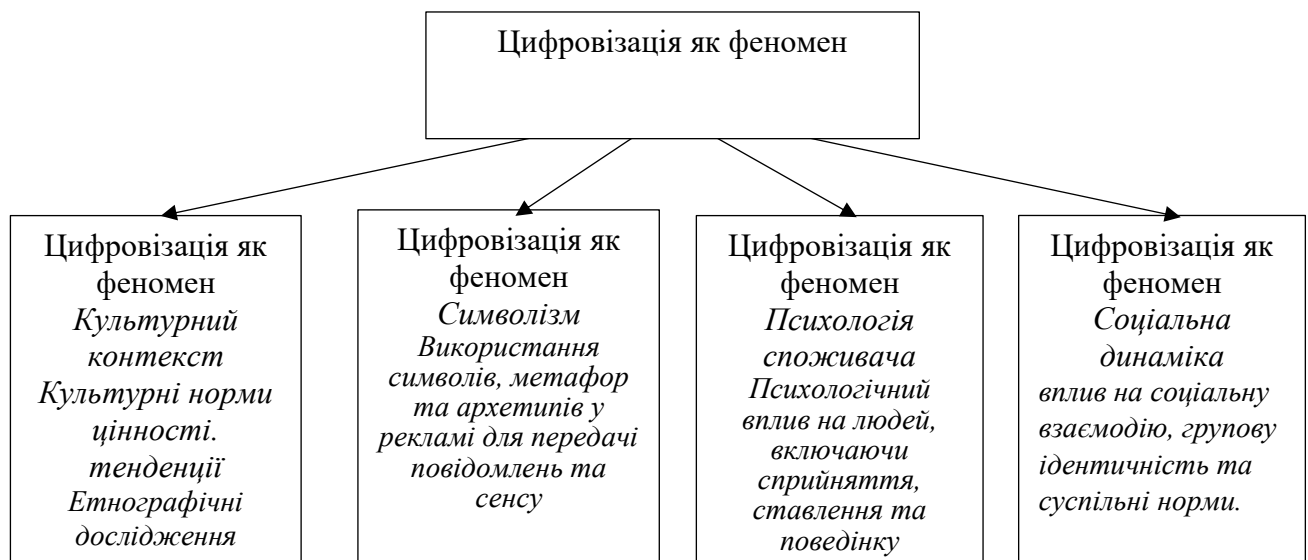 Цифровізація як феномен
Цифровізація як
феномен
Культурний
контекст
Культурні норми
цінності.
тенденції
Етнографічні
дослідження
Цифровізація як
феномен
Символізм
Використання
символів, метафор
та архетипів у
рекламі для передачі
повідомлень та
сенсу
Цифровізація як
феномен
Психологія
споживача
Психологічний
вплив на людей,
включаючи
сприйняття,
ставлення та
поведінку
Цифровізація як
феномен
Соціальна
динаміка
вплив на соціальну
взаємодію, групову
ідентичність та
суспільні норми.